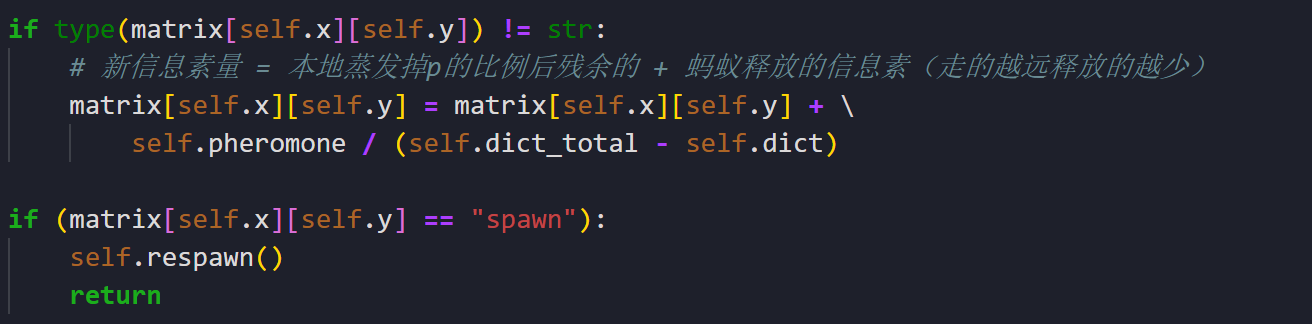 if type(matrix[self.x][self.y]) != str:
    # 新信息素量 = 本地蒸发掉p的比例后残余的 + 蚂蚁释放的信息素（走的越远释放的越少）
    matrix[self.x][self.y] = matrix[self.x][self.y] + \
        self.pheromone / (self.dict_total - self.dict)
if (matrix[self.x][self.y] == "spawn"):
    self.respawn()
    return